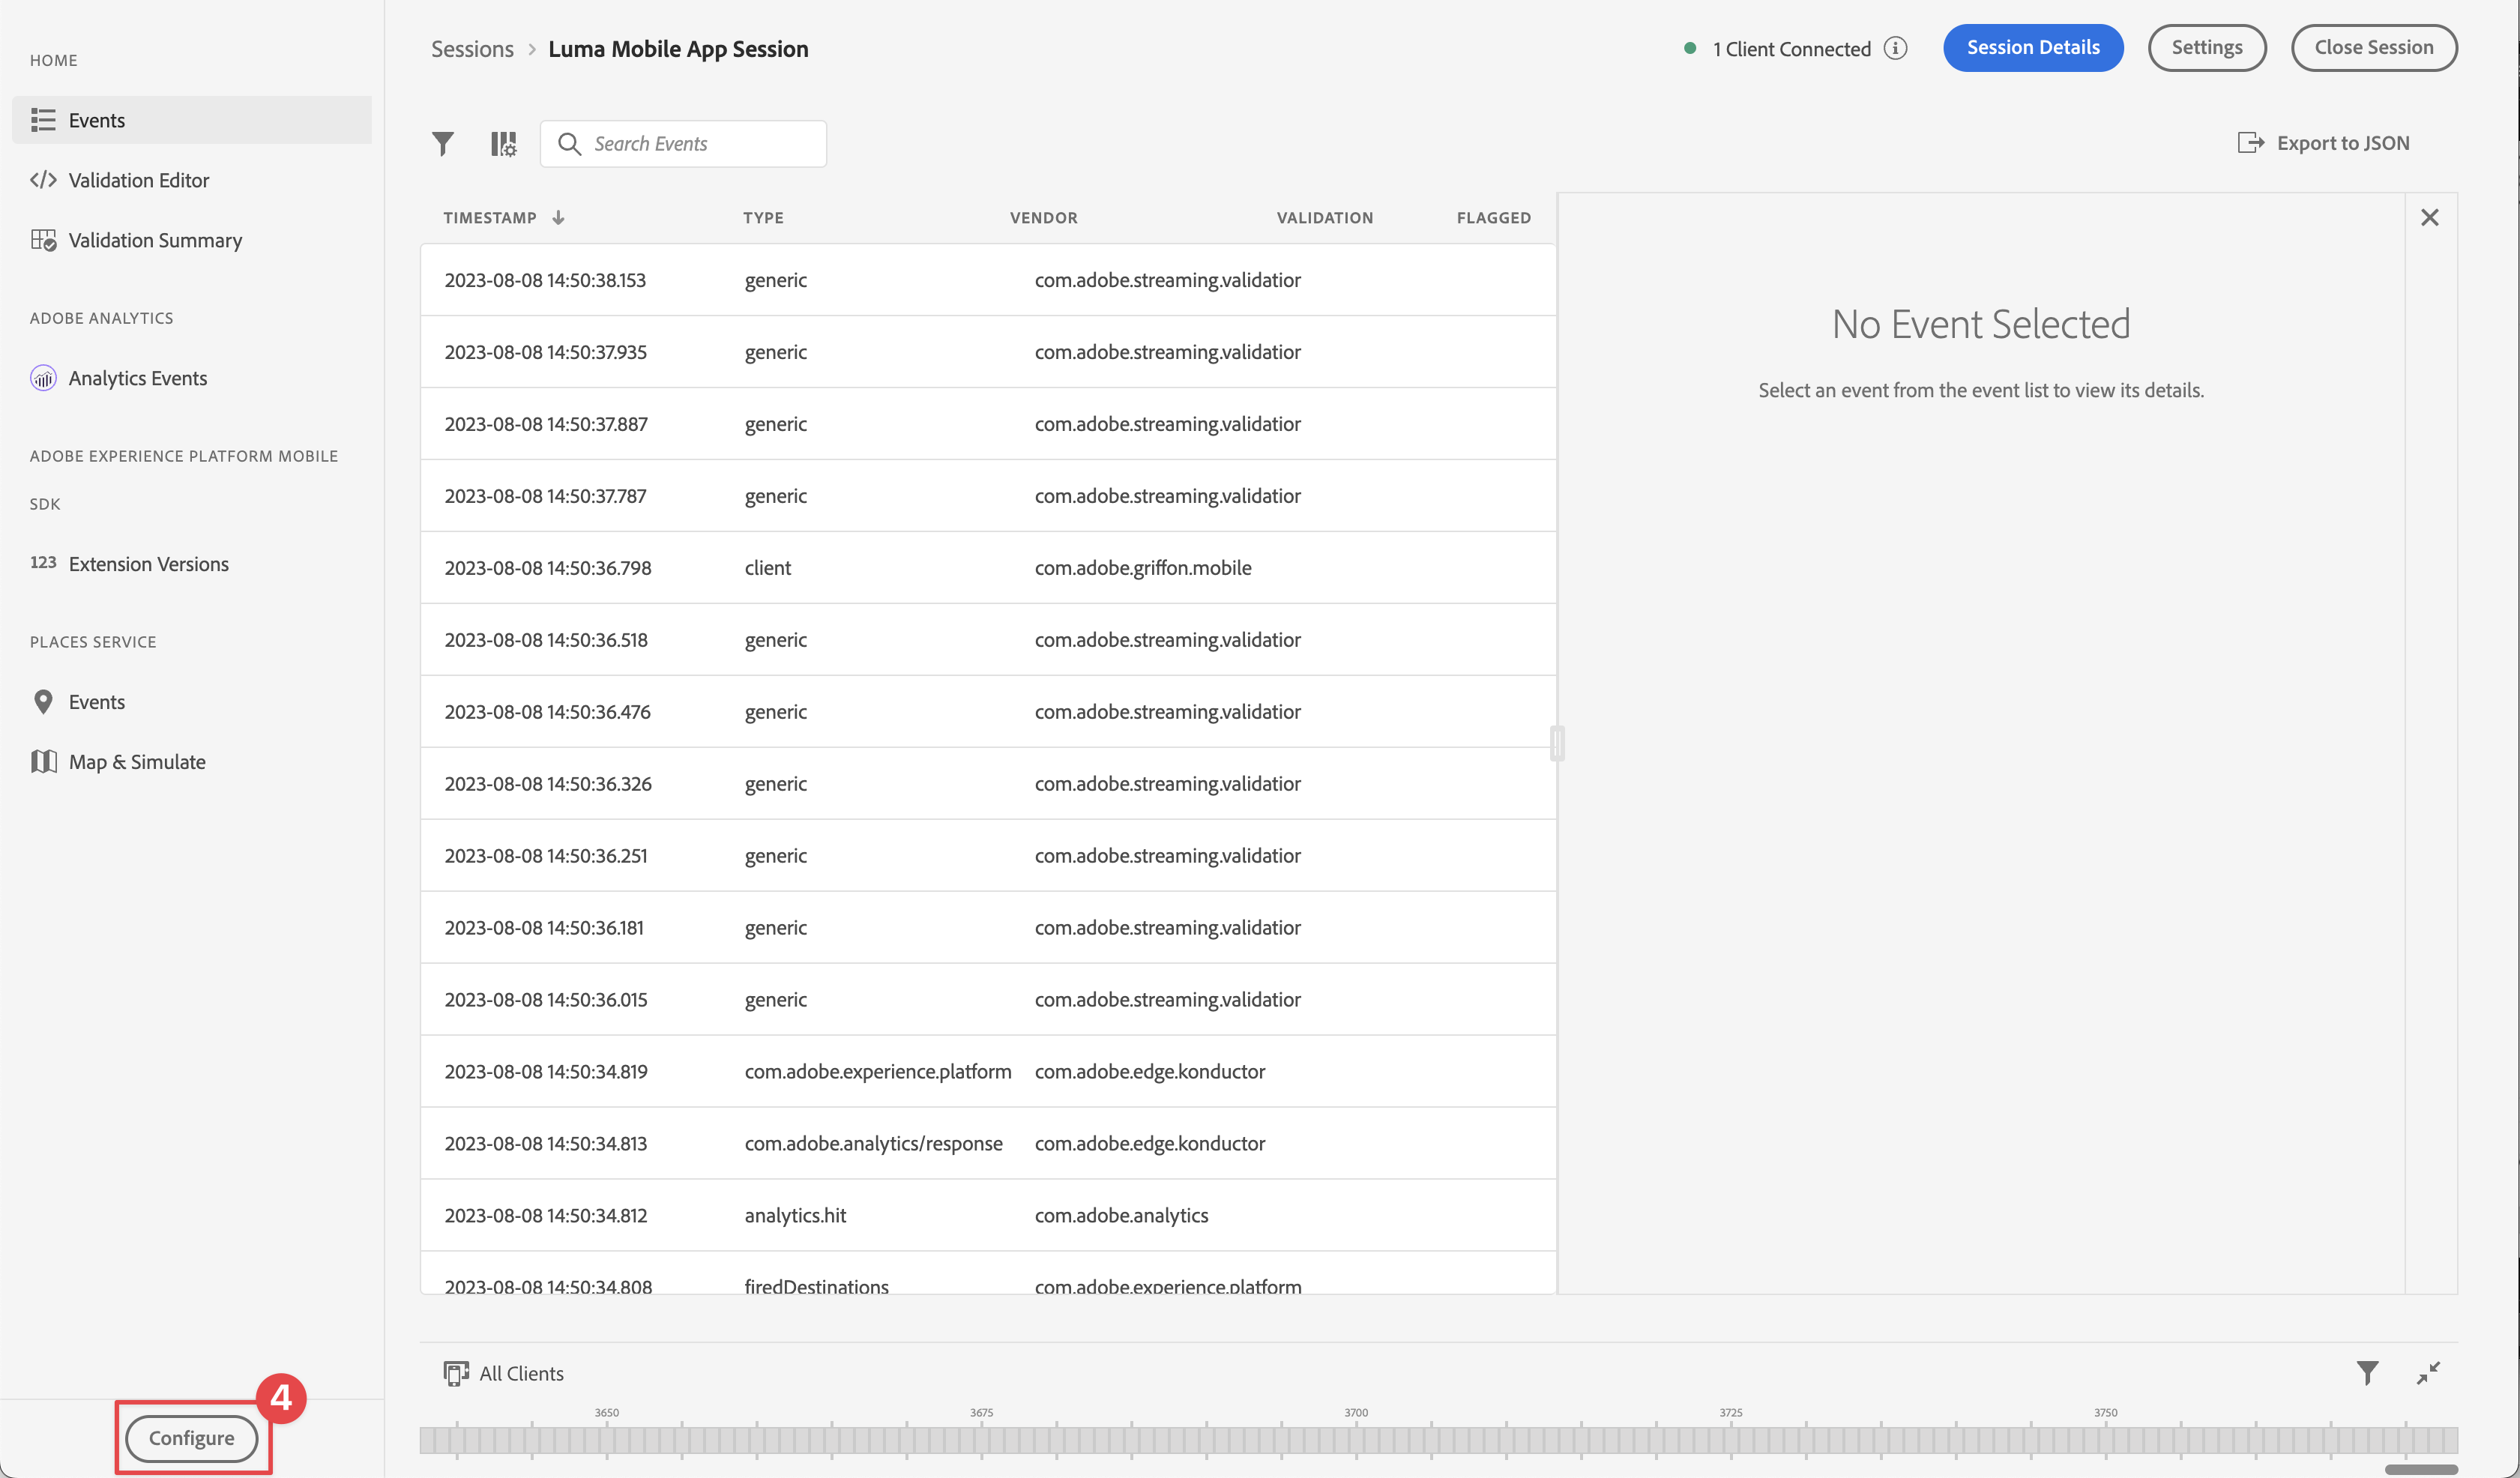 HOME
Events
Validation Editor
Validation Summary
ADOBE ANALYTICS
Analytics Events
ADOBE EXPERIENCE PLATFORM MOBILE
SDK
123 Extension Versions
PLACES SERVICE
Events
Map & Simulate
4
Configure
Sessions > Luma Mobile App Session
1 Client Connected
Session Details
Settings
Close Session
Search Events
Export to JSON
TIMESTAMP TYPE VENDOR VALIDATION FLAGGED
2023-08-08 14:50:38.153 generic com.adobe.streaming.validatior
2023-08-08 14:50:37.935 generic com.adobe.streaming.validatior
2023-08-08 14:50:37.887 generic com.adobe.streaming.validatior
2023-08-08 14:50:37.787 generic com.adobe.streaming.validatior
2023-08-08 14:50:36.798 client com.adobe.griffon.mobile
2023-08-08 14:50:36.518 generic com.adobe.streaming.validatior
2023-08-08 14:50:36.476 generic com.adobe.streaming.validatior
2023-08-08 14:50:36.326 generic com.adobe.streaming.validatior
2023-08-08 14:50:36.251 generic com.adobe.streaming.validatior
2023-08-08 14:50:36.181 generic com.adobe.streaming.validatior
2023-08-08 14:50:36.015 generic com.adobe.streaming.validatior
2023-08-08 14:50:34.819 com.adobe.experience.platform com.adobe.edge.konductor
2023-08-08 14:50:34.813 com.adobe.analytics/response com.adobe.edge.konductor
2023-08-08 14:50:34.812 analytics.hit com.adobe.analytics
2023-08-08 14:50:34.808 firedDestinations com.adobe.experience.platform
No Event Selected
Select an event from the event list to view its details.
All Clients
3650 3675 3700 3725 3750